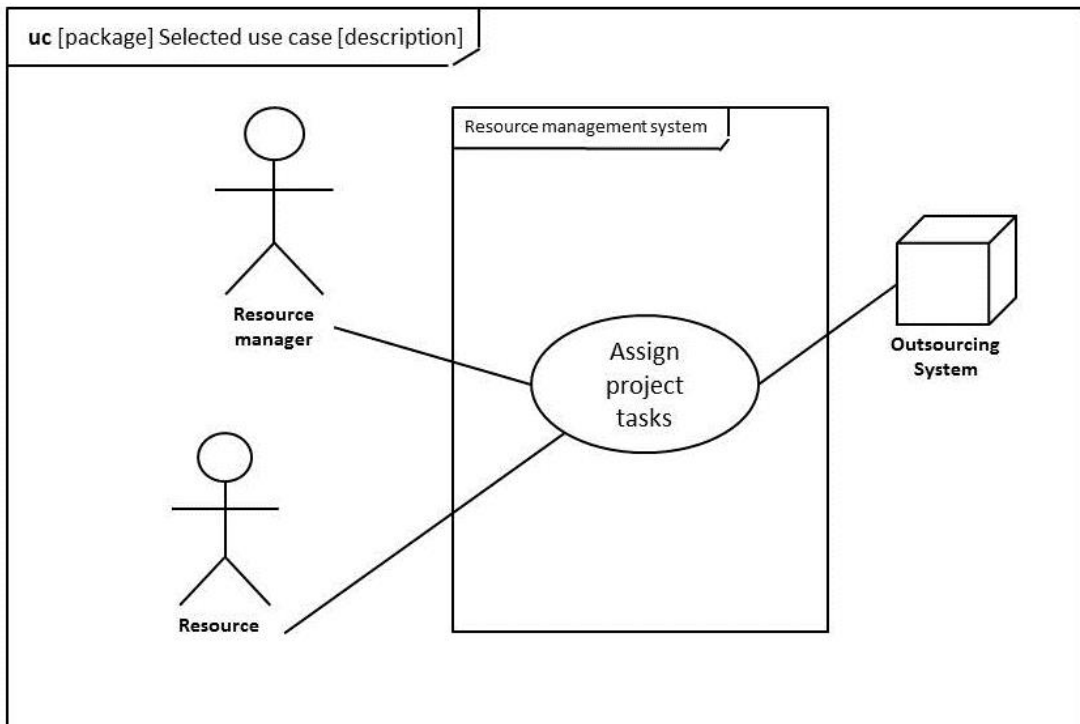 uc [package] Selected use case [description]
Resource management system
Resource
manager
Assign
project
tasks
Outsourcing
System
Resource